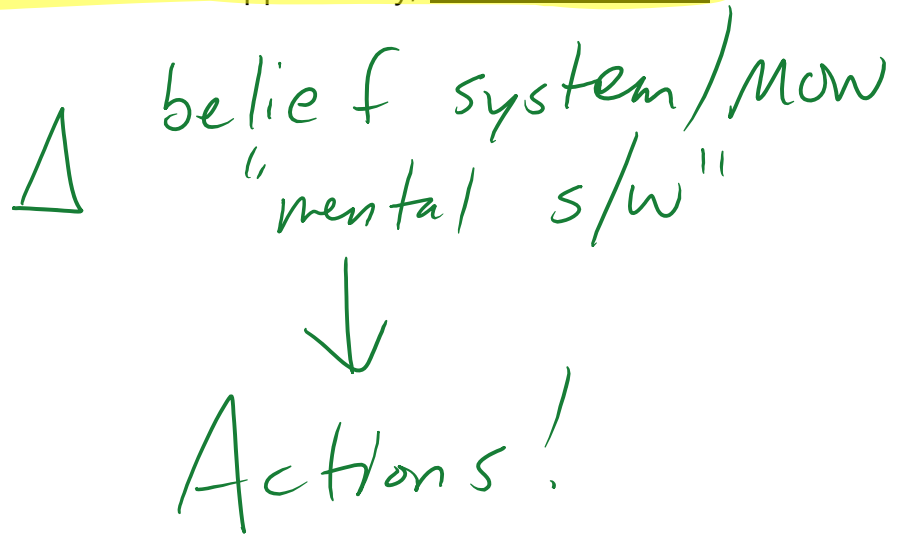 Δ belief system/MOW
"mental s/w"
↓
Actions!